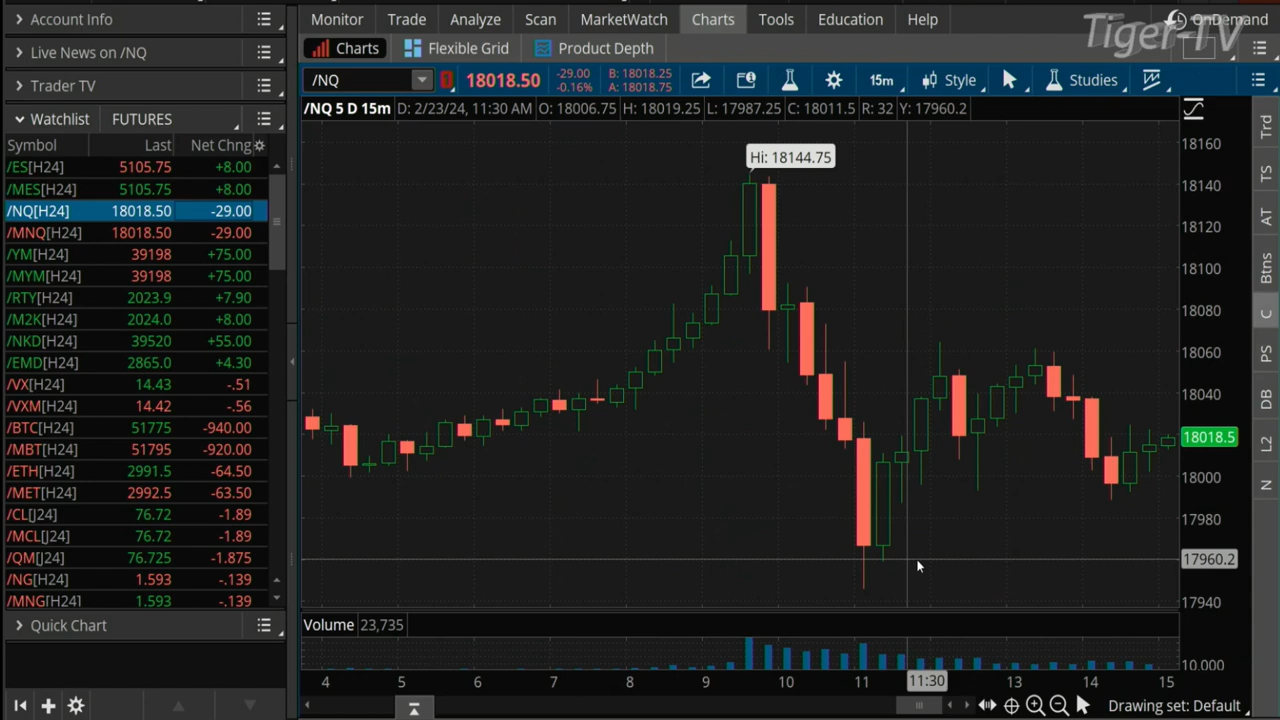 Account Info
Live News on /NQ
Trader TV
Watchlist FUTURES
Symbol Last Net Chng
/ES[H24] 5105.75 +8.00
/MES[H24] 5105.75 +8.00
/NQ[H24] 18018.50 -29.00
/MNQ[H24] 18018.50 -29.00
/YM[H24] 39198 +75.00
/MYM[H24] 39198 +75.00
/RTY[H24] 2023.9 +7.90
/M2K[H24] 2024.0 +8.00
/NKD[H24] 39520 +55.00
/EMD[H24] 2865.0 +4.30
/VX[H24] 14.43 -.51
/VXM[H24] 14.42 -.56
/BTC[H24] 51775 -940.00
/MBT[H24] 51795 -920.00
/ETH[H24] 2991.5 -64.50
/MET[H24] 2992.5 -63.50
/CL[J24] 76.72 -1.89
/MCL[J24] 76.72 -1.89
/QM[J24] 76.725 -1.875
/NG[H24] 1.593 -.139
/MNG[H24] 1.593 -.139
Quick Chart
Monitor Trade Analyze Scan MarketWatch Charts Tools Education Help
OnDemand
Tiger-TV
Charts Flexible Grid Product Depth
/NQ 18018.50 -29.00 -0.16% B: 18018.25 A: 18018.75 15m Style Studies
/NQ 5 D 15m D: 2/23/24, 11:30 AM O: 18006.75 H: 18019.25 L: 17987.25 C: 18011.5 R: 32 Y: 17960.2
Hi: 18144.75
18160
18140
18120
18100
18080
18060
18040
18018.5
18000
17980
17960.2
17940
Volume 23,735
10.000
4 5 6 7 8 9 10 11 11:30 13 14 15
Drawing set: Default
Trd
TS
AT
Btns
C
PS
DB
L2
N